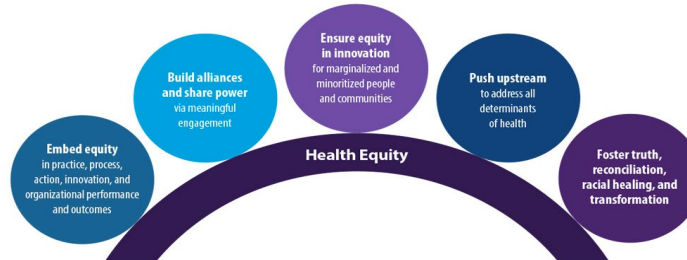 Embed equity
in practice, process,
action, innovation, and
organizational performance
and outcomes
Build alliances
and share power
via meaningful
engagement
Ensure equity
in innovation
for marginalized and
minoritized people
and communities
Push upstream
to address all
determinants
of health
Foster truth,
reconciliation,
racial healing, and
transformation
Health Equity